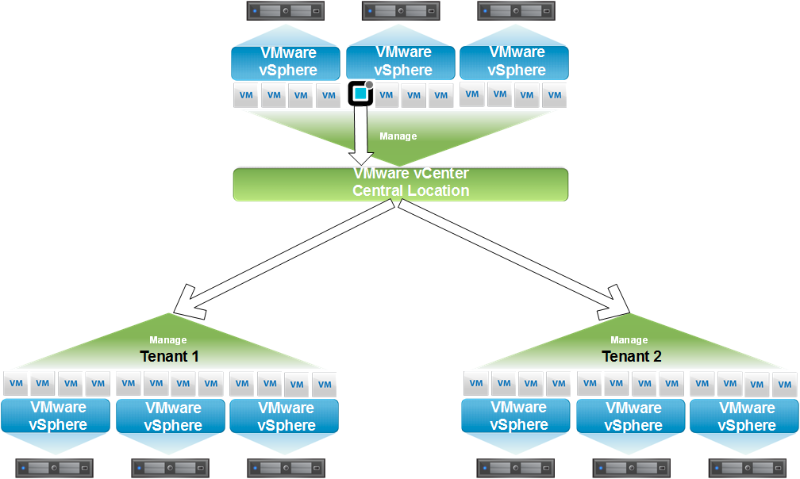 VMware VMware VMware
vSphere vSphere vSphere
VM VM VM VM VM VM VM VM VM VM VM
Manage
VMware vCenter
Central Location
Manage
Tenant 1
VM VM VM VM VM VM VM VM VM VM VM VM
VMware VMware VMware
vSphere vSphere vSphere
Manage
Tenant 2
VM VM VM VM VM VM VM VM VM VM VM VM
VMware VMware VMware
vSphere vSphere vSphere